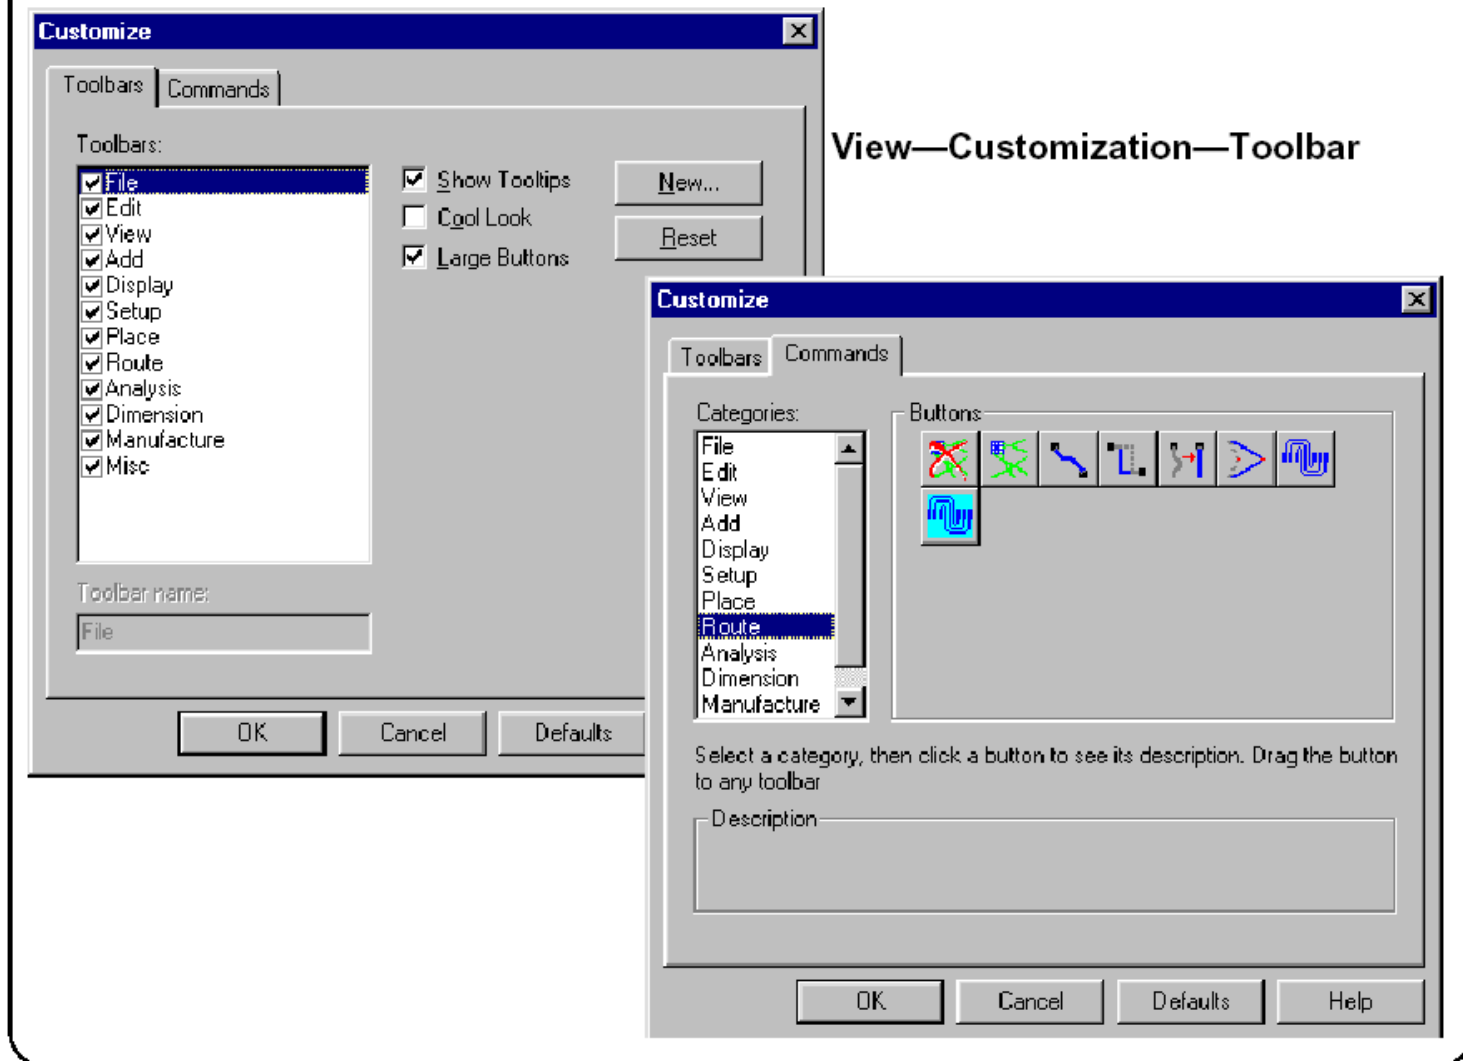 Customize
Toolbars
Commands
Toolbars:
File
Edit
View
Add
Display
Setup
Place
Route
Analysis
Dimension
Manufacture
Misc
Show Tooltips
Cool Look
Large Buttons
New...
Reset
Toolbar name:
File
OK
Cancel
Defaults
View—Customization—Toolbar
Customize
Toolbars
Commands
Categories:
File
Edit
View
Add
Display
Setup
Place
Route
Analysis
Dimension
Manufacture
Buttons
Select a category, then click a button to see its description. Drag the button
to any toolbar
Description
OK
Cancel
Defaults
Help